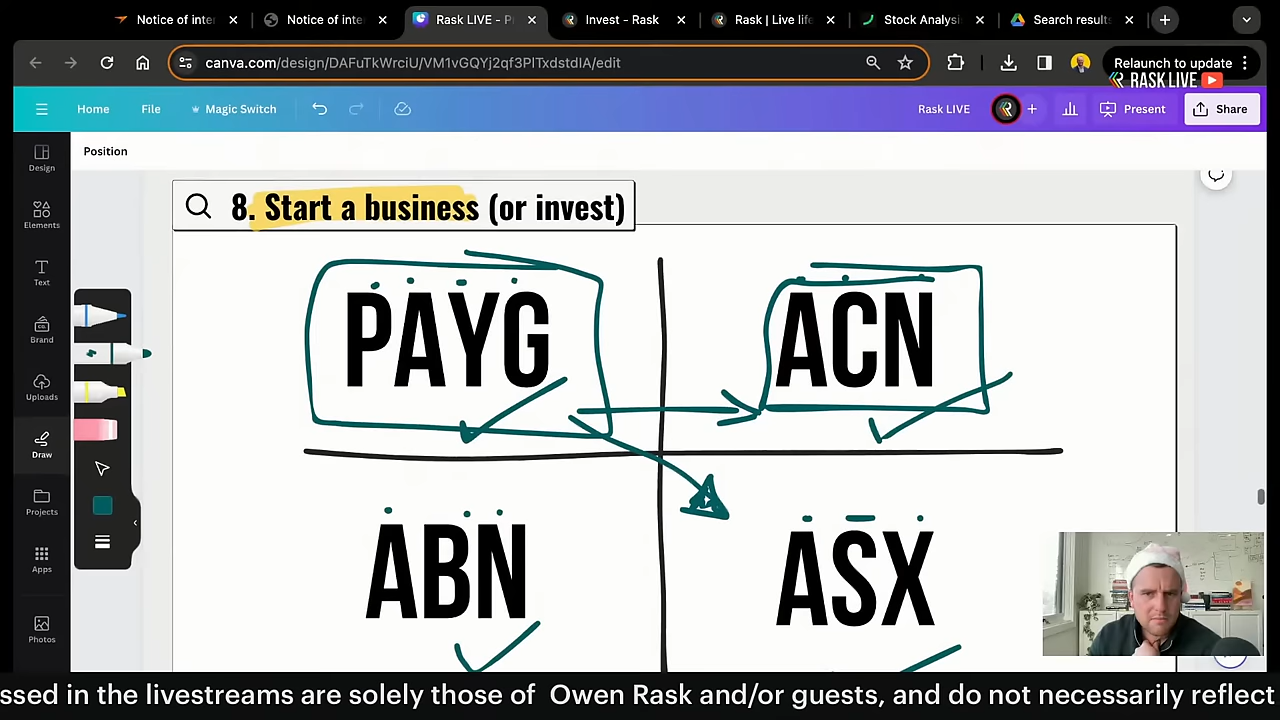 Notice of inter
Notice of inte
Rask LIVE - P
Invest - Rask
Rask | Live life
Stock Analysi
Search results
canva.com/design/DAFuTkWrciU/VM1vGQYj2qf3PITxdstdIA/edit
Relaunch to update
RASK LIVE
Home
File
Magic Switch
Rask LIVE
Present
Share
Position
Design
Elements
Text
Brand
Uploads
Draw
Projects
Apps
Photos
8. Start a business (or invest)
PAYG
ACN
ABN
ASX
ssed in the livestreams are solely those of Owen Rask and/or guests, and do not necessarily reflect